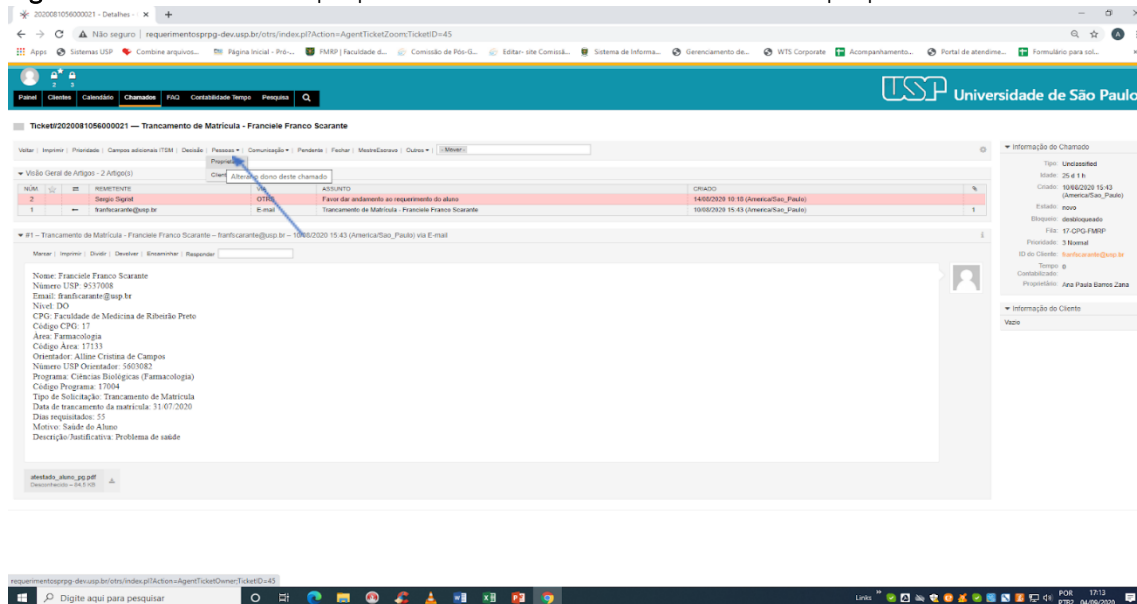 2020081056000021 - Detalhes -
Não seguro | requerimentosprpg-dev.usp.br/otrs/index.pl?Action=AgentTicketZoom;TicketID=45
Apps Sistemas USP Combine arquivos... Página Inicial - Pró-... FMRP | Faculdade d... Comissão de Pós-G... Editar- site Comissã... Sistema de Informa... Gerenciamento de... WTS Corporate Acompanhamento... Portal de atendime... Formulário para sol...
2 3
USP Universidade de São Paulo
Painel Clientes Calendário Chamados FAQ Contabilidade Tempo Pesquisa
Ticket#2020081056000021 — Trancamento de Matrícula - Franciele Franco Scarante
Voltar | Imprimir | Prioridade | Campos adicionais ITSM | Decisão | Pessoas | Comunicação | Pendente | Fechar | MestreEscravo | Outros | - Mover -
Alterar o dono deste chamado
Visão Geral de Artigos - 2 Artigo(s)
NÚM. REMETENTE VIA ASSUNTO CRIADO
2 Sergio Sigrist OTRS Favor dar andamento ao requerimento do aluno 14/08/2020 10:18 (America/Sao_Paulo)
1 franfscarante@usp.br E-mail Trancamento de Matrícula - Franciele Franco Scarante 10/08/2020 15:43 (America/Sao_Paulo) 1
#1 – Trancamento de Matrícula - Franciele Franco Scarante – franfscarante@usp.br – 10/08/2020 15:43 (America/Sao_Paulo) via E-mail
Marcar | Imprimir | Dividir | Devolver | Encaminhar | Responder
Nome: Franciele Franco Scarante
Número USP: 9537008
Email: franfscarante@usp.br
Nível: DO
CPG: Faculdade de Medicina de Ribeirão Preto
Código CPG: 17
Área: Farmacologia
Código Área: 17133
Orientador: Alline Cristina de Campos
Número USP Orientador: 5603082
Programa: Ciências Biológicas (Farmacologia)
Código Programa: 17004
Tipo de Solicitação: Trancamento de Matrícula
Data de trancamento da matrícula: 31/07/2020
Dias requisitados: 55
Motivo: Saúde do Aluno
Descrição/Justificativa: Problema de saúde
atestado_aluno_pg.pdf
Desconhecido – 84.5 KB
Informação do Chamado
Tipo: Unclassified
Idade: 25 d 1 h
Criado: 10/08/2020 15:43
(America/Sao_Paulo)
Estado: novo
Bloqueio: desbloqueado
Fila: 17-CPG-FMRP
Prioridade: 3 Normal
ID do Cliente: franfscarante@usp.br
Tempo Contabilizado: 0
Proprietário: Ana Paula Barros Zana
Informação do Cliente
Vazio
requerimentosprpg-dev.usp.br/otrs/index.pl?Action=AgentTicketOwner;TicketID=45
Digite aqui para pesquisar
Links
POR 17:13
PTB2 04/09/2020